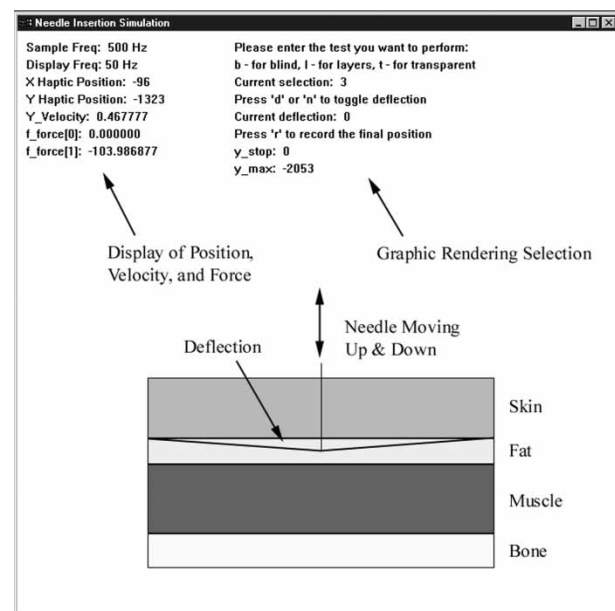 Needle Insertion Simulation
Sample Freq: 500 Hz
Display Freq: 50 Hz
X Haptic Position: -96
Y Haptic Position: -1323
Y_Velocity: 0.467777
f_force[0]: 0.000000
f_force[1]: -103.986877
Please enter the test you want to perform:
b - for blind, l - for layers, t - for transparent
Current selection: 3
Press 'd' or 'n' to toggle deflection
Current deflection: 0
Press 'r' to record the final position
y_stop: 0
y_max: -2053
Display of Position,
Velocity, and Force
Graphic Rendering Selection
Needle Moving
Up & Down
Deflection
Skin
Fat
Muscle
Bone